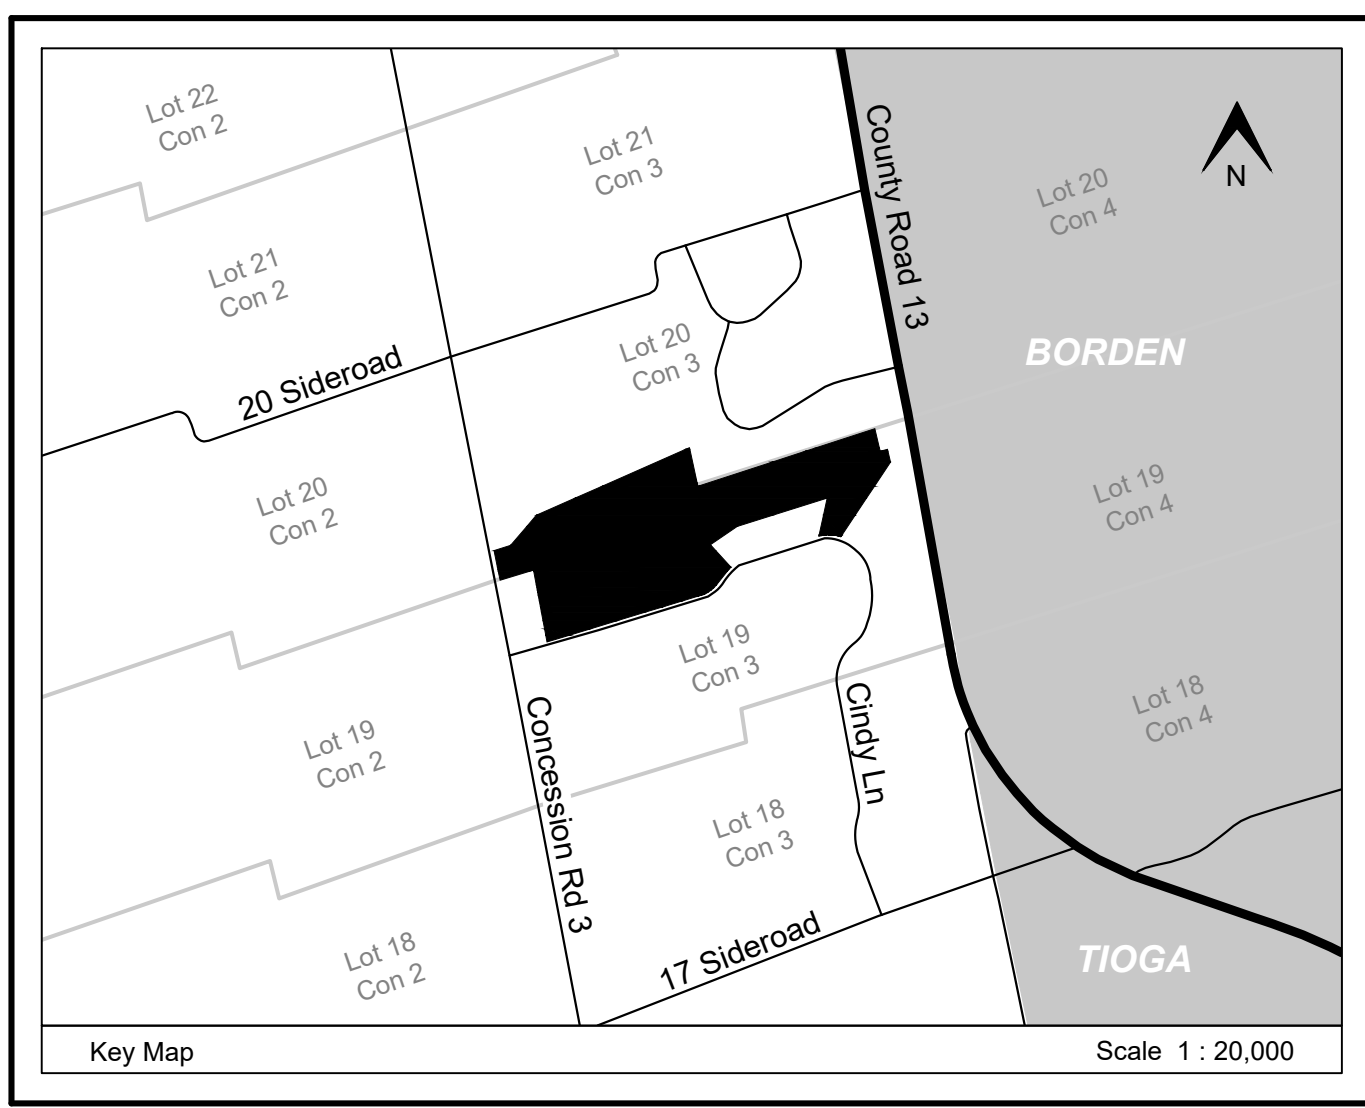 Lot 22
Con 2
Lot 21
Con 3
County Road 13
N
Lot 20
Con 4
Lot 21
Con 2
20 Sideroad
Lot 20
Con 3
BORDEN
Lot 20
Con 2
Lot 19
Con 4
Lot 19
Con 3
Lot 19
Con 2
Concession Rd 3
Cindy Ln
Lot 18
Con 4
Lot 18
Con 3
Lot 18
Con 2
17 Sideroad
TIOGA
Key Map
Scale 1 : 20,000